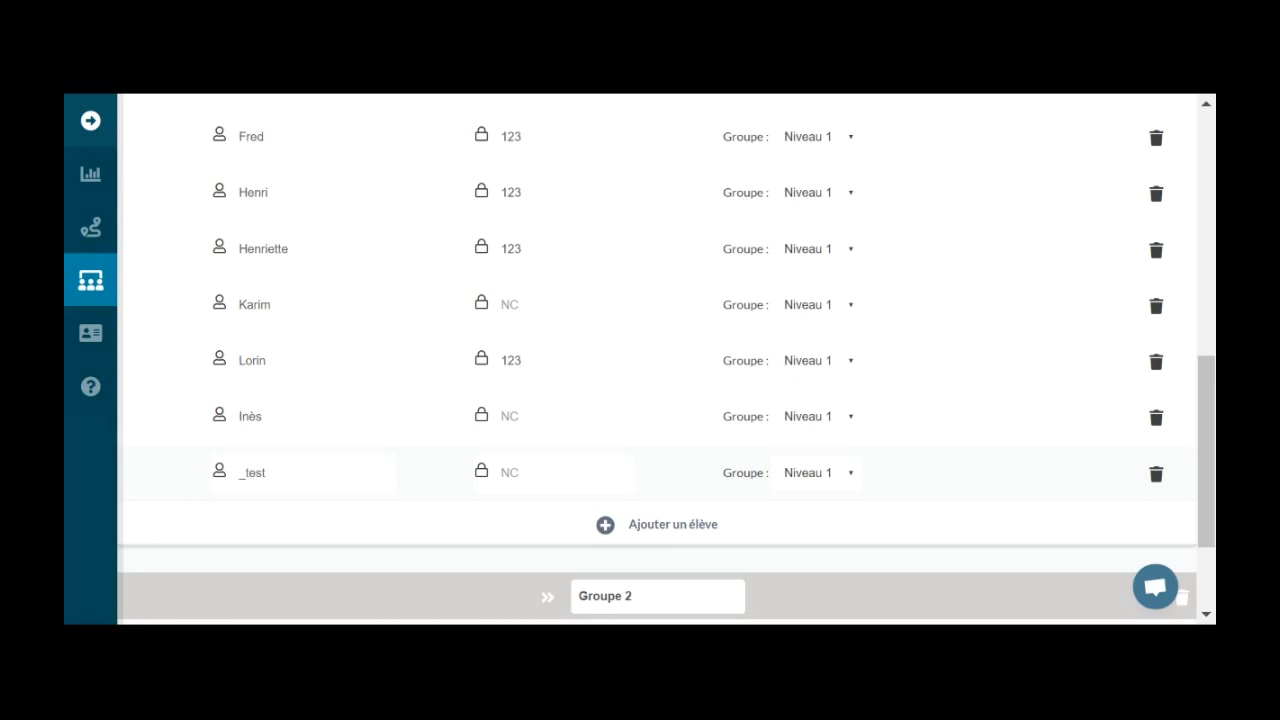 Fred 123 Groupe : Niveau 1
Henri 123 Groupe : Niveau 1
Henriette 123 Groupe : Niveau 1
Karim NC Groupe : Niveau 1
Lorin 123 Groupe : Niveau 1
Inès NC Groupe : Niveau 1
_test NC Groupe : Niveau 1
Ajouter un élève
Groupe 2